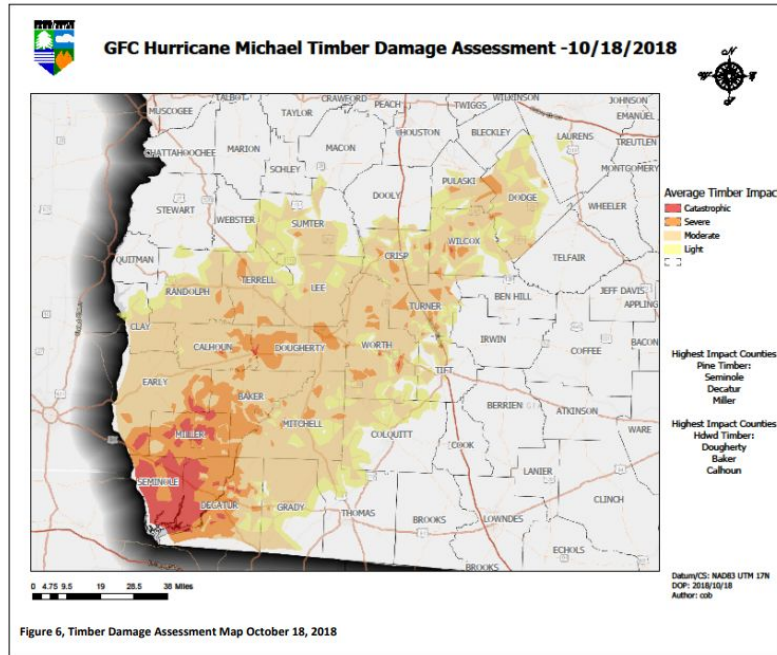 GFC Hurricane Michael Timber Damage Assessment -10/18/2018
N
TALBOT
CRAWFORD
PEACH
TWIGGS
WILKINSON
JOHNSON
MUSCOGEE
TAYLOR
HOUSTON
BLECKLEY
LAURENS
EMANUEL
TREUTLEN
CHATTAHOOCHEE
MARION
MACON
MONTGOMERY
SCHLEY
PULASKI
DODGE
STEWART
WEBSTER
SUMTER
DOOLY
WHEELER
WILCOX
QUITMAN
CRISP
TELFAIR
RANDOLPH
TERRELL
LEE
JEFF DAVIS
CLAY
TURNER
BEN HILL
APPLING
CALHOUN
DOUGHERTY
WORTH
IRWIN
COFFEE
BACON
EARLY
TIFT
BAKER
BERRIEN
ATKINSON
MILLER
MITCHELL
COLQUITT
COOK
WARE
SEMINOLE
LANIER
DECATUR
GRADY
THOMAS
BROOKS
LOWNDES
CLINCH
ECHOLS
BROOKS
Average Timber Impact
Catastrophic
Severe
Moderate
Light
Highest Impact Counties
Pine Timber:
Seminole
Decatur
Miller
Highest Impact Counties
Hdwd Timber:
Dougherty
Baker
Calhoun
0 4.75 9.5 19 28.5 38 Miles
Datum/CS: NAD83 UTM 17N
DOP: 2018/10/18
Author: cob
Figure 6, Timber Damage Assessment Map October 18, 2018